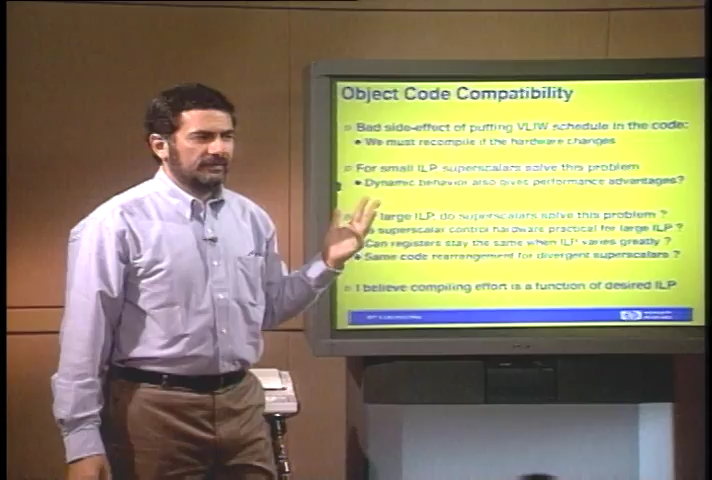 Object Code Compatibility
Bad side-effect of putting VLIW schedule in the code:
We must recompile if the hardware changes
For small ILP superscalars solve this problem
Dynamic behavior also gives performance advantages?
large ILP, do superscalars solve this problem ?
superscalar control hardware practical for large ILP ?
Can registers stay the same when ILP varies greatly ?
Same code rearrangement for divergent superscalars ?
I believe compiling effort is a function of desired ILP
hp